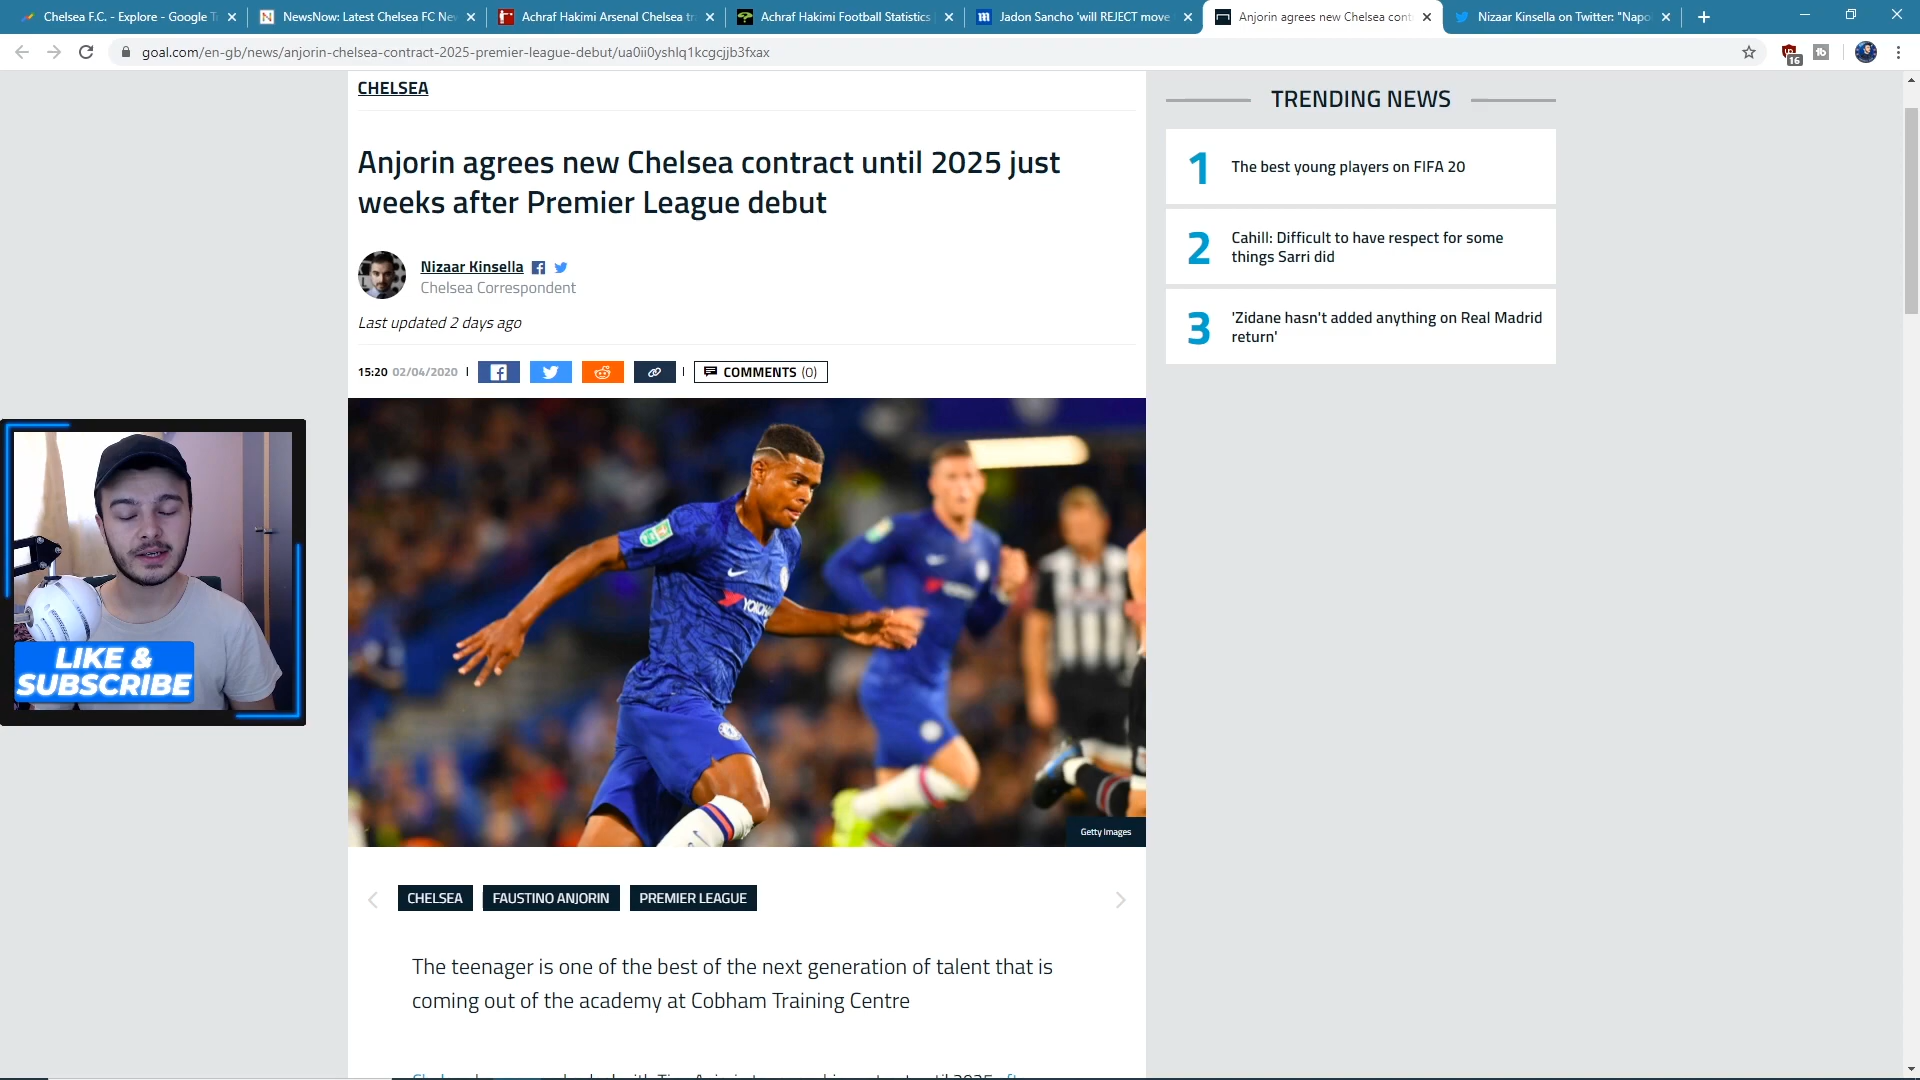 Chelsea F.C. - Explore - Google T
NewsNow: Latest Chelsea FC Ne
Achraf Hakimi Arsenal Chelsea tr
Achraf Hakimi Football Statistics
Jadon Sancho 'will REJECT move
Anjorin agrees new Chelsea cont
Nizaar Kinsella on Twitter: "Napo
goal.com/en-gb/news/anjorin-chelsea-contract-2025-premier-league-debut/ua0ii0yshlq1kcgcjjb3fxax
16
CHELSEA
Anjorin agrees new Chelsea contract until 2025 just
weeks after Premier League debut
Nizaar Kinsella
Chelsea Correspondent
Last updated 2 days ago
15:20 02/04/2020
COMMENTS (0)
TRENDING NEWS
1 The best young players on FIFA 20
2 Cahill: Difficult to have respect for some
things Sarri did
3 'Zidane hasn't added anything on Real Madrid
return'
LIKE &
SUBSCRIBE
Getty Images
CHELSEA
FAUSTINO ANJORIN
PREMIER LEAGUE
The teenager is one of the best of the next generation of talent that is
coming out of the academy at Cobham Training Centre